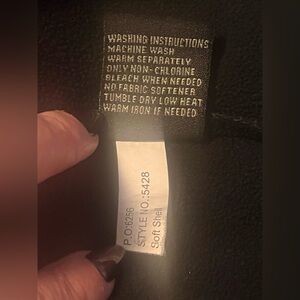 WASHING INSTRUCTIONS
MACHINE WASH
WARM SEPARATELY
ONLY NON-CHLORINE
BLEACH WHEN NEEDED
NO FABRIC SOFTENER
TUMBLE DRY LOW HEAT
WARM IRON IF NEEDED
P.O:6256
STYLE NO.:5428
Soft Shell